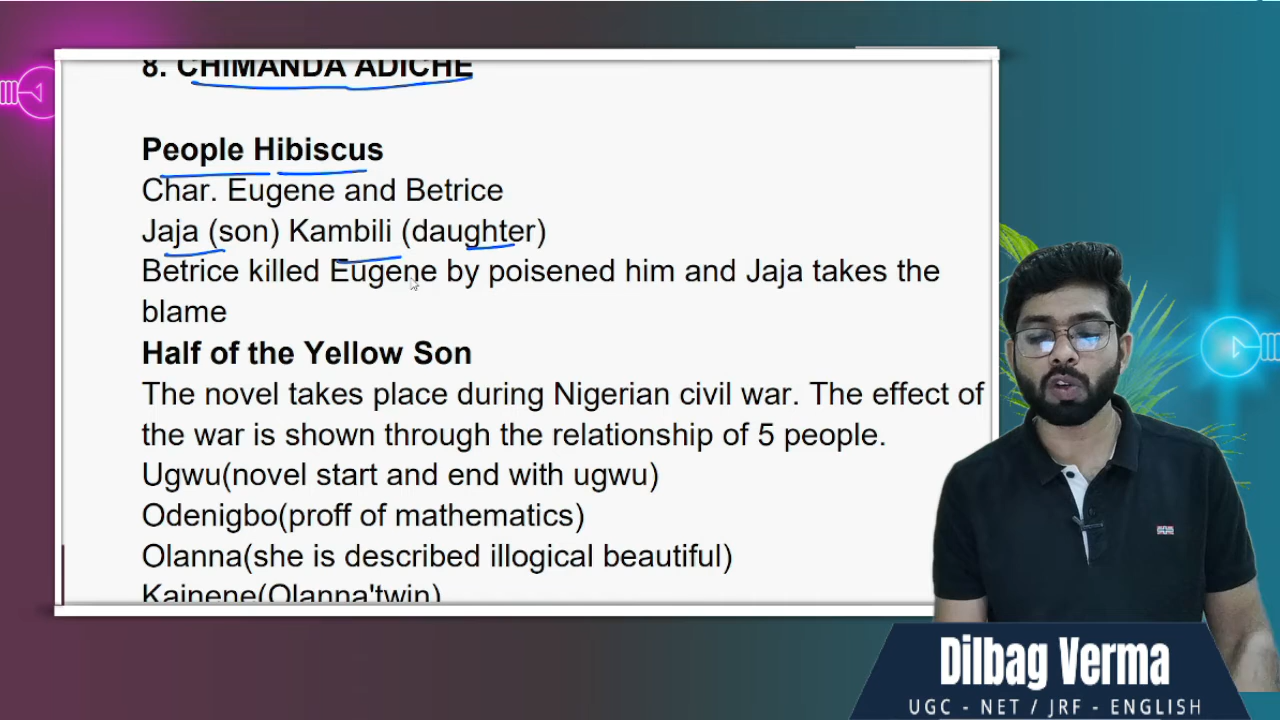 8. CHIMANDA ADICHE
People Hibiscus
Char. Eugene and Betrice
Jaja (son) Kambili (daughter)
Betrice killed Eugene by poisened him and Jaja takes the
blame
Half of the Yellow Son
The novel takes place during Nigerian civil war. The effect of
the war is shown through the relationship of 5 people.
Ugwu(novel start and end with ugwu)
Odenigbo(proff of mathematics)
Olanna(she is described illogical beautiful)
Kainene(Olanna'twin)
Dilbag Verma
UGC - NET / JRF - ENGLISH